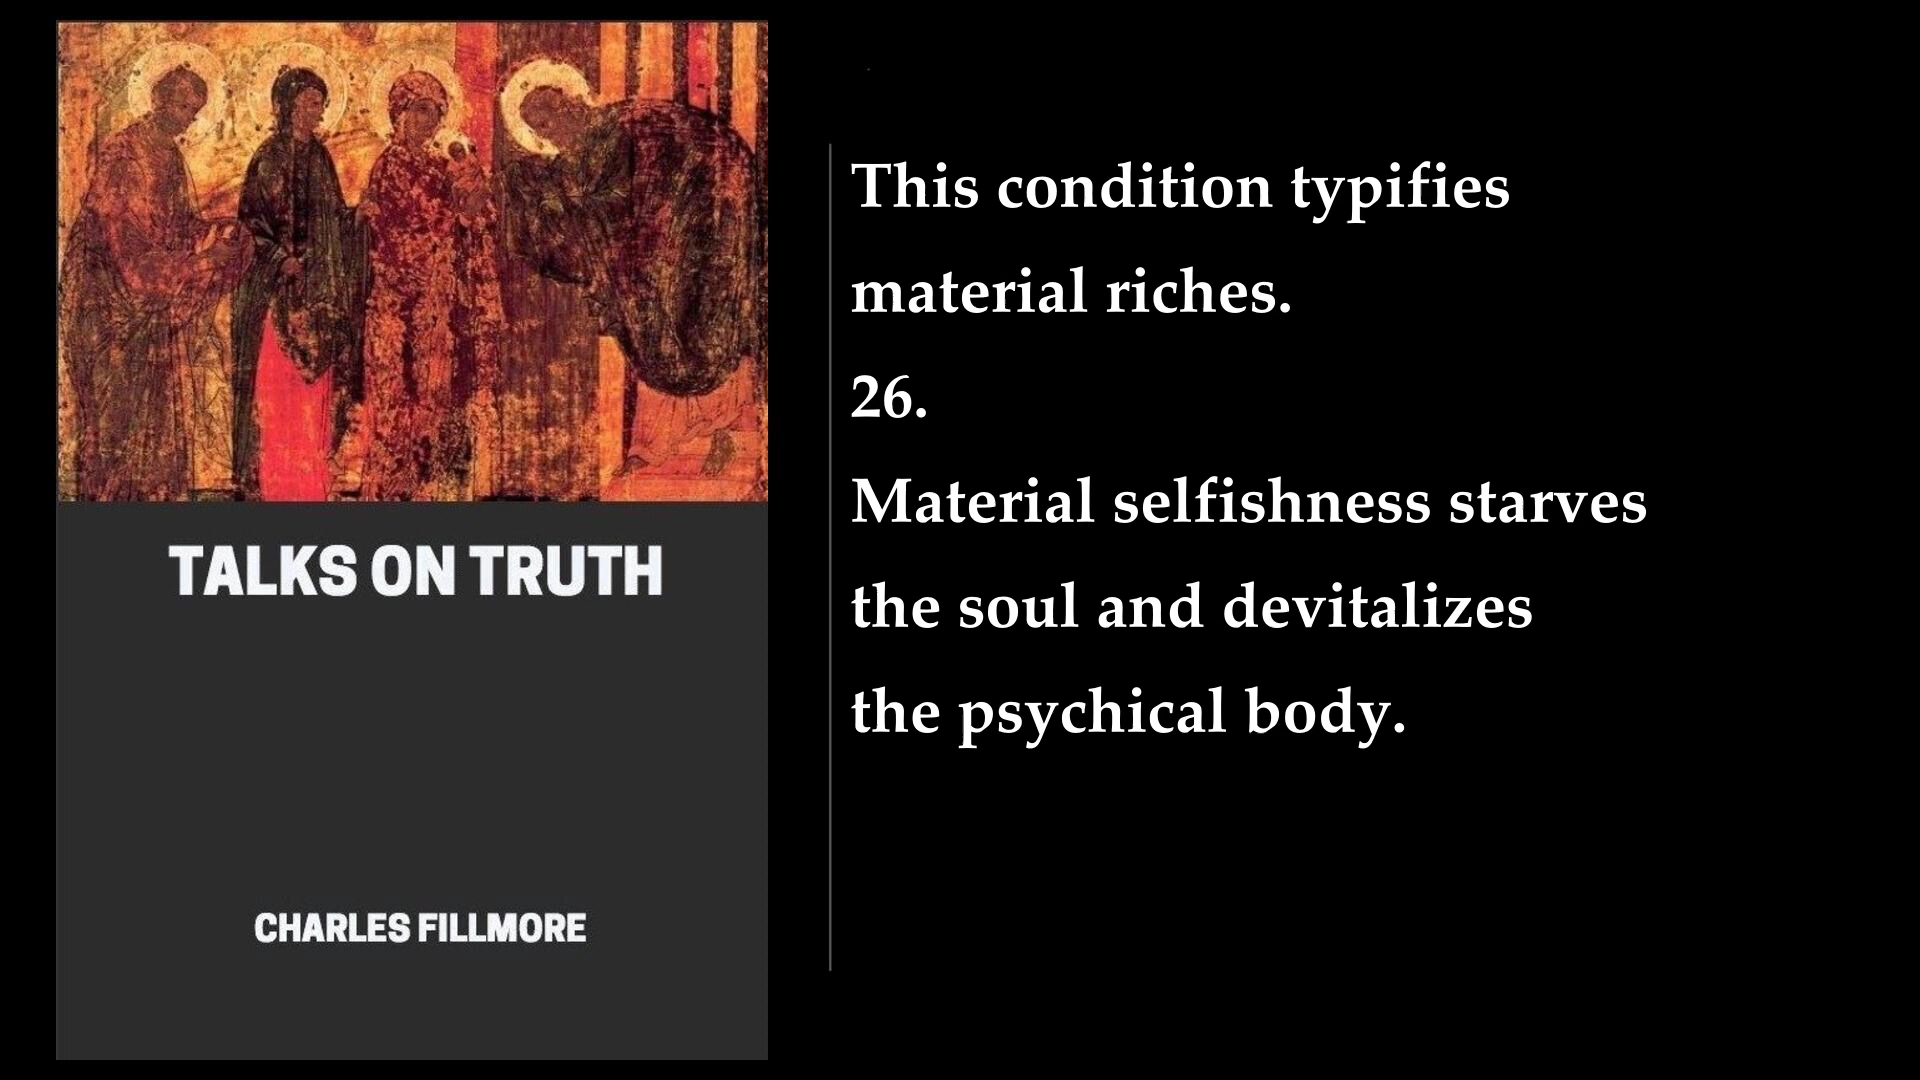 TALKS ON TRUTH
CHARLES FILLMORE
This condition typifies
material riches.
26.
Material selfishness starves
the soul and devitalizes
the psychical body.